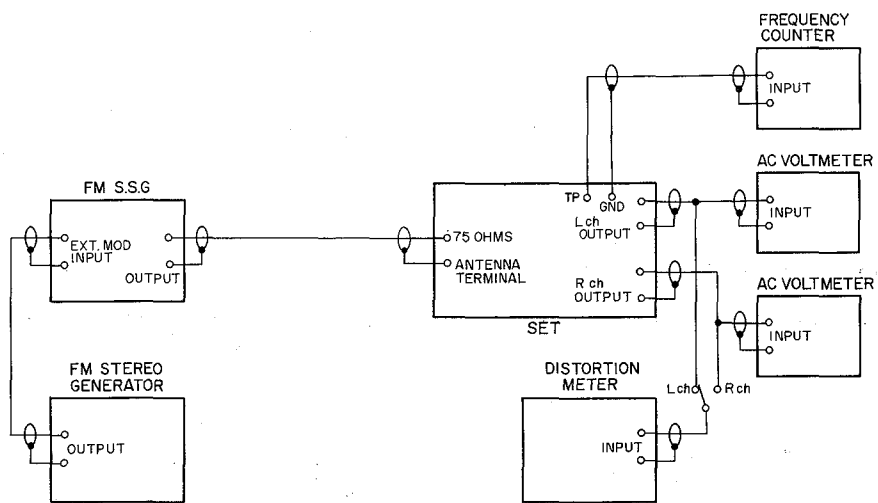 FREQUENCY
COUNTER
INPUT
AC VOLTMETER
INPUT
AC VOLTMETER
INPUT
FM S.S.G
EXT. MOD
INPUT
OUTPUT
TP
GND
L ch
OUTPUT
75 OHMS
ANTENNA
TERMINAL
R ch
OUTPUT
SET
FM STEREO
GENERATOR
OUTPUT
DISTORTION
METER
L ch
R ch
INPUT